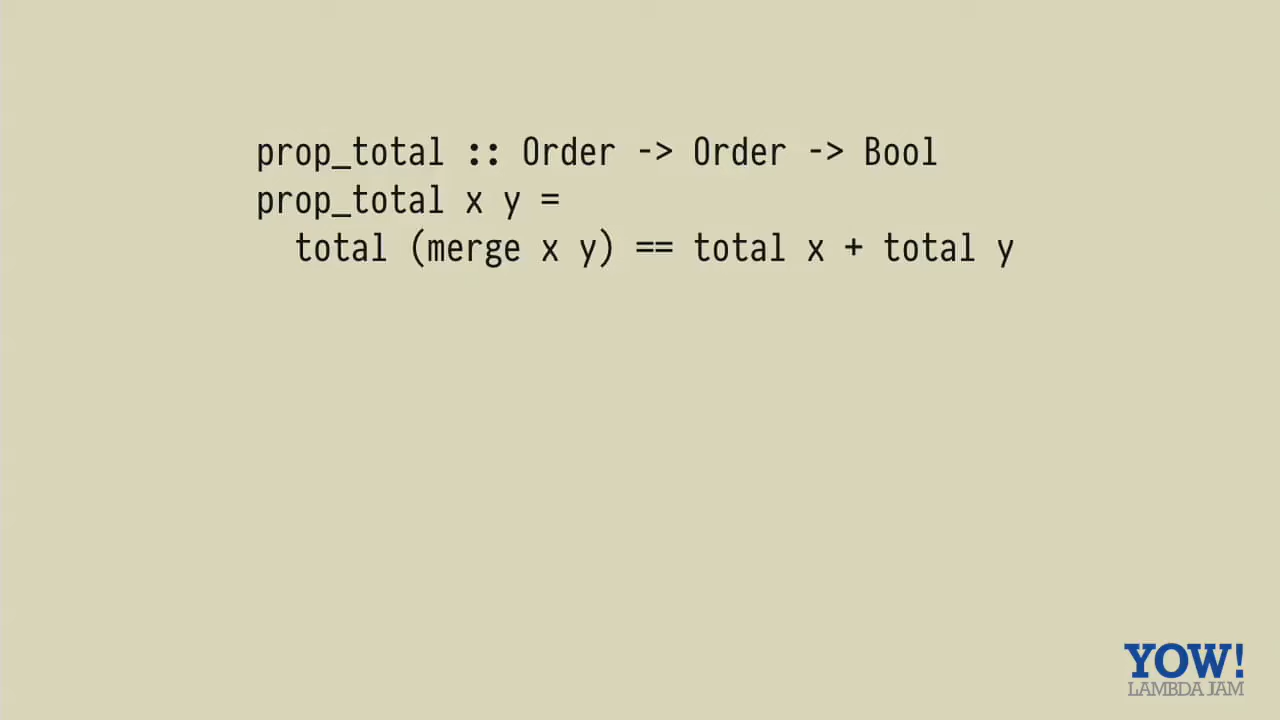 prop_total :: Order -> Order -> Bool
prop_total x y =
  total (merge x y) == total x + total y
YOW!
LAMBDA JAM